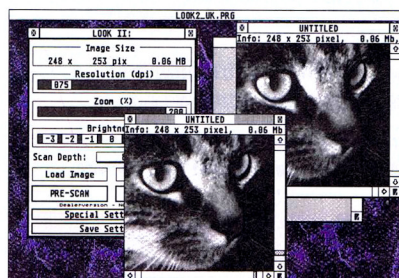 LOOK2_UK.PRG
LOOK II:
Image Size
248 x 253 pix 0.06 MB
Resolution (dpi)
075
Zoom (%)
200
Brightne
-3 -2 -1 0
Scan Depth:
Load Image
PRE-SCAN
Dealerversion - N
Special Sett
Save Sett
UNTITLED
Info: 248 x 253 pixel, 0.06 Mb,
UNTITLED
Info: 248 x 253 pixel, 0.06 Mb,